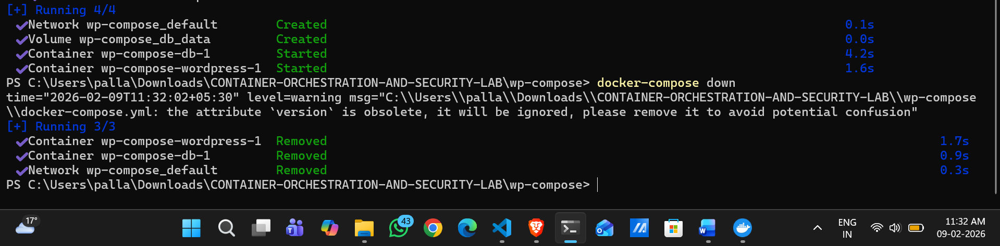 [+] Running 4/4
✔Network wp-compose_default Created 0.1s
✔Volume wp-compose_db_data Created 0.0s
✔Container wp-compose-db-1 Started 4.2s
✔Container wp-compose-wordpress-1 Started 1.6s
PS C:\Users\palla\Downloads\CONTAINER-ORCHESTRATION-AND-SECURITY-LAB\wp-compose> docker-compose down
time="2026-02-09T11:32:02+05:30" level=warning msg="C:\\Users\\palla\\Downloads\\CONTAINER-ORCHESTRATION-AND-SECURITY-LAB\\wp-compose
\\docker-compose.yml: the attribute `version` is obsolete, it will be ignored, please remove it to avoid potential confusion"
[+] Running 3/3
✔Container wp-compose-wordpress-1 Removed 1.7s
✔Container wp-compose-db-1 Removed 0.9s
✔Network wp-compose_default Removed 0.3s
PS C:\Users\palla\Downloads\CONTAINER-ORCHESTRATION-AND-SECURITY-LAB\wp-compose>
17°
43
ENG
IN
11:32 AM
09-02-2026